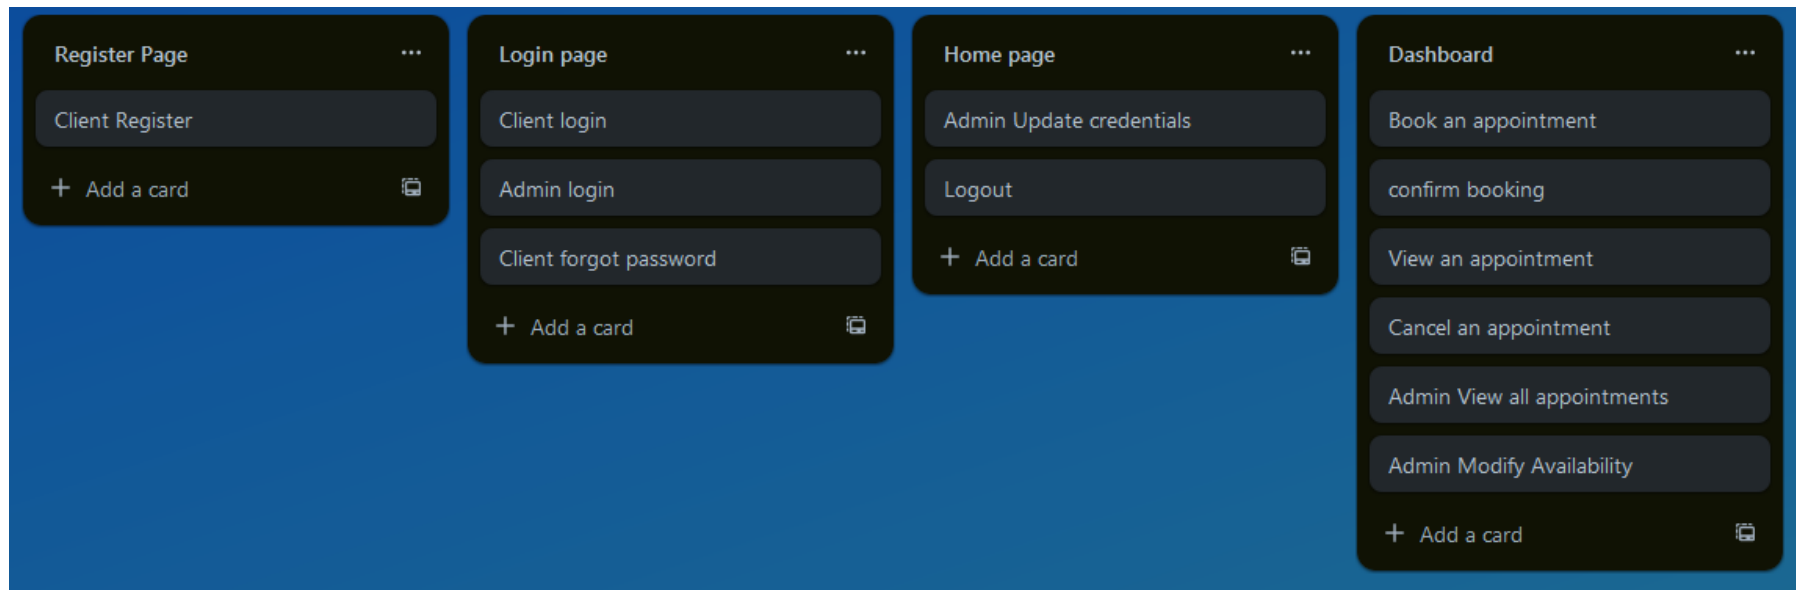 Register Page
Client Register
Add a card
Login page
Client login
Admin login
Client forgot password
Add a card
Home page
Admin Update credentials
Logout
Add a card
Dashboard
Book an appointment
confirm booking
View an appointment
Cancel an appointment
Admin View all appointments
Admin Modify Availability
Add a card